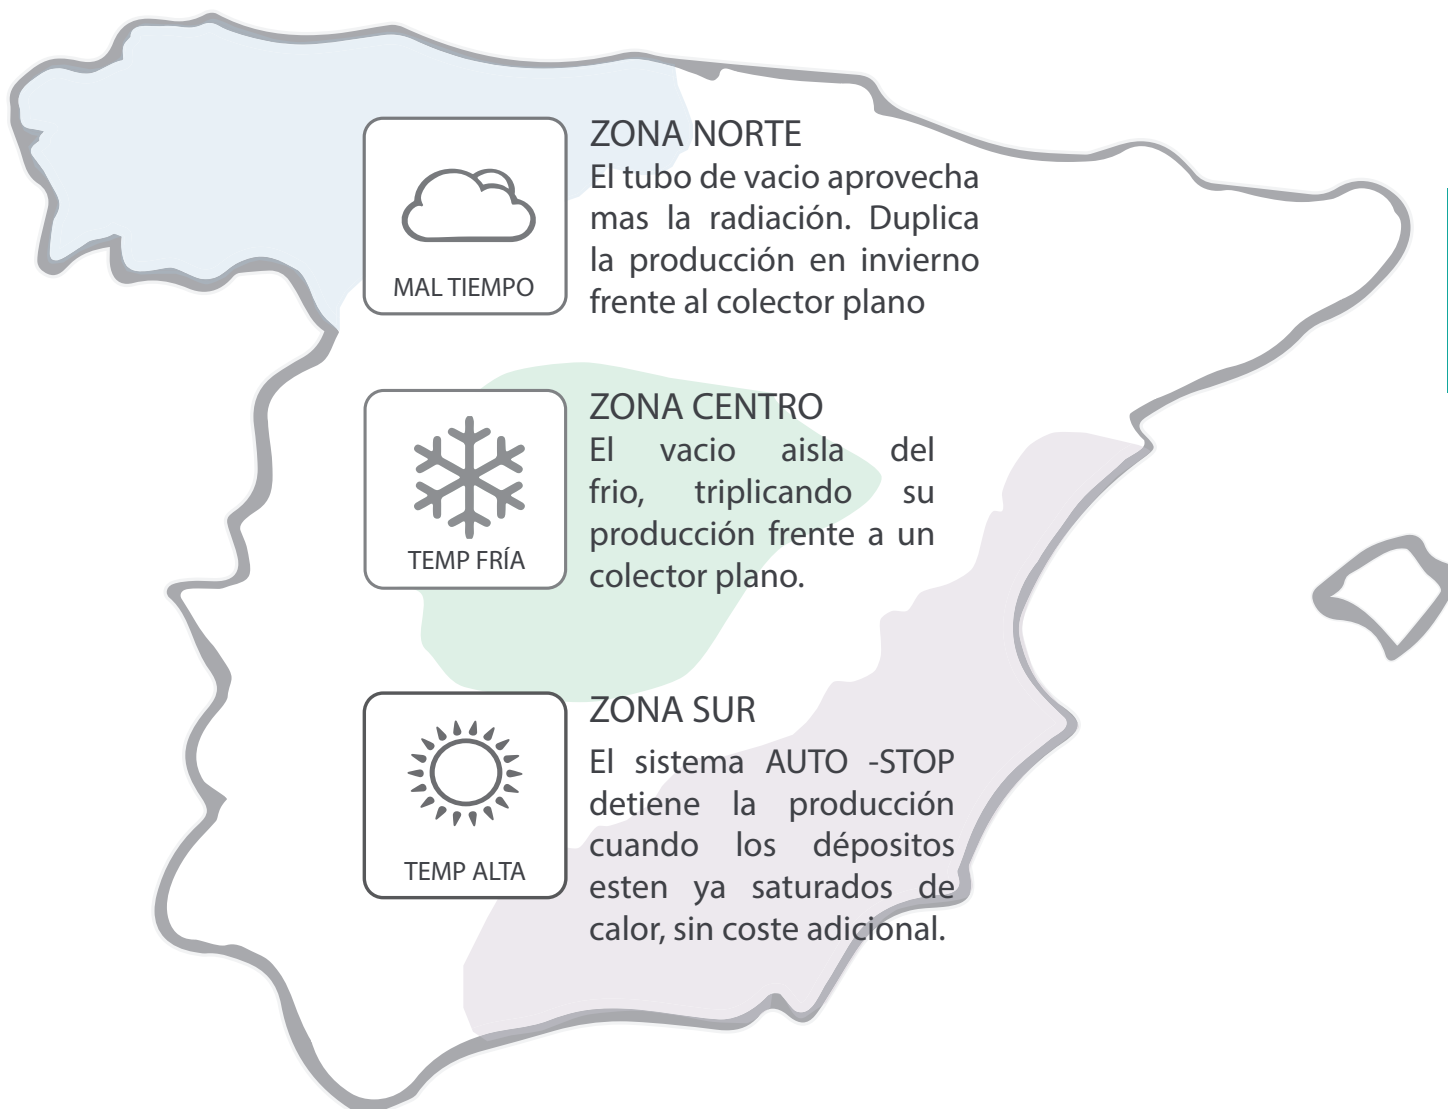 ZONA NORTE
El tubo de vacio aprovecha
mas la radiación. Duplica
la producción en invierno
frente al colector plano
MAL TIEMPO
ZONA CENTRO
El vacio aisla del
frio, triplicando su
producción frente a un
colector plano.
TEMP FRÍA
ZONA SUR
El sistema AUTO -STOP
detiene la producción
cuando los dépositos
esten ya saturados de
calor, sin coste adicional.
TEMP ALTA